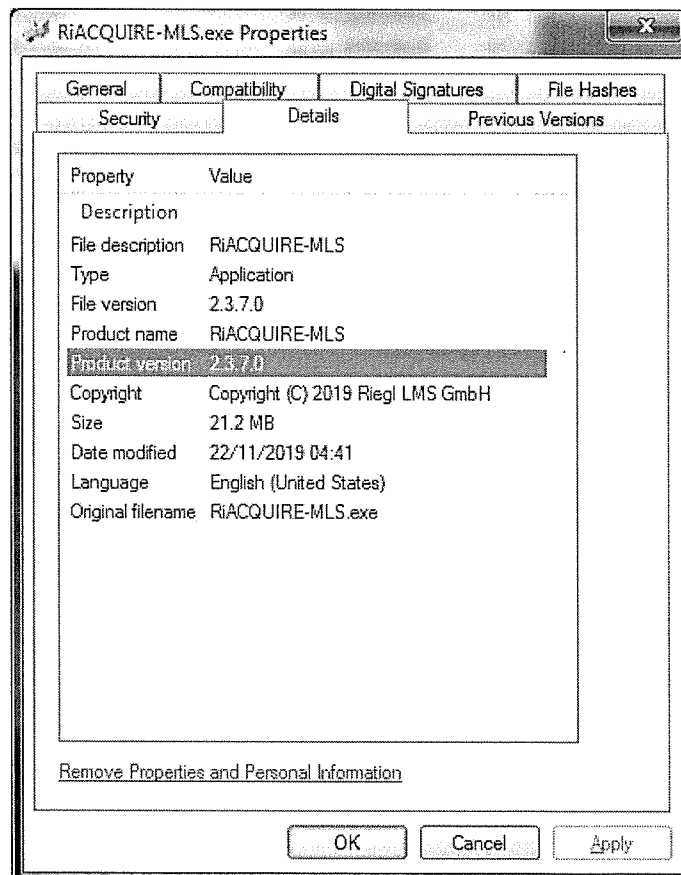 RiACQUIRE-MLS.exe Properties
x
General Compatibility Digital Signatures File Hashes
Security Details Previous Versions
Property Value
Description
File description RiACQUIRE-MLS
Type Application
File version 2.3.7.0
Product name RiACQUIRE-MLS
Product version 2.3.7.0
Copyright Copyright (C) 2019 Riegl LMS GmbH
Size 21.2 MB
Date modified 22/11/2019 04:41
Language English (United States)
Original filename RiACQUIRE-MLS.exe
Remove Properties and Personal Information
OK Cancel Apply